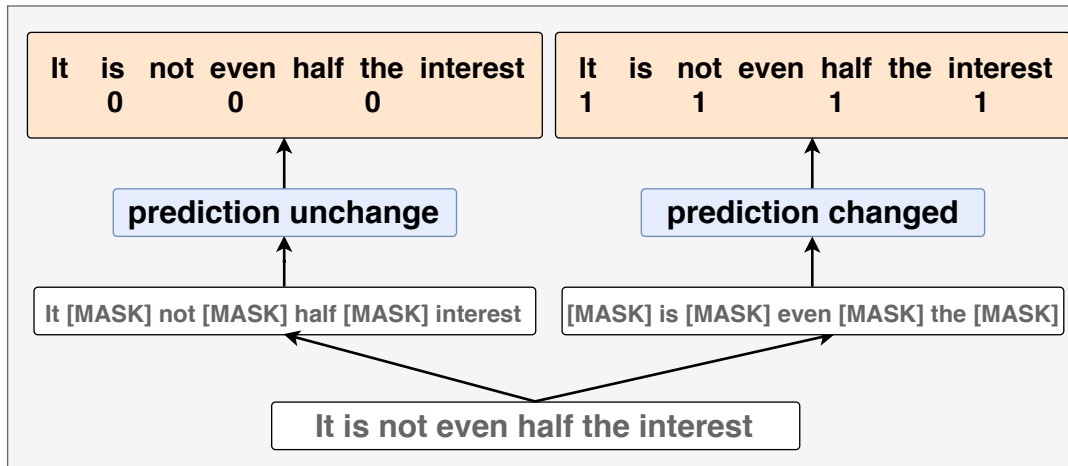 It is not even half the interest
0 0 0
It is not even half the interest
1 1 1 1
prediction unchange
prediction changed
It [MASK] not [MASK] half [MASK] interest
[MASK] is [MASK] even [MASK] the [MASK]
It is not even half the interest